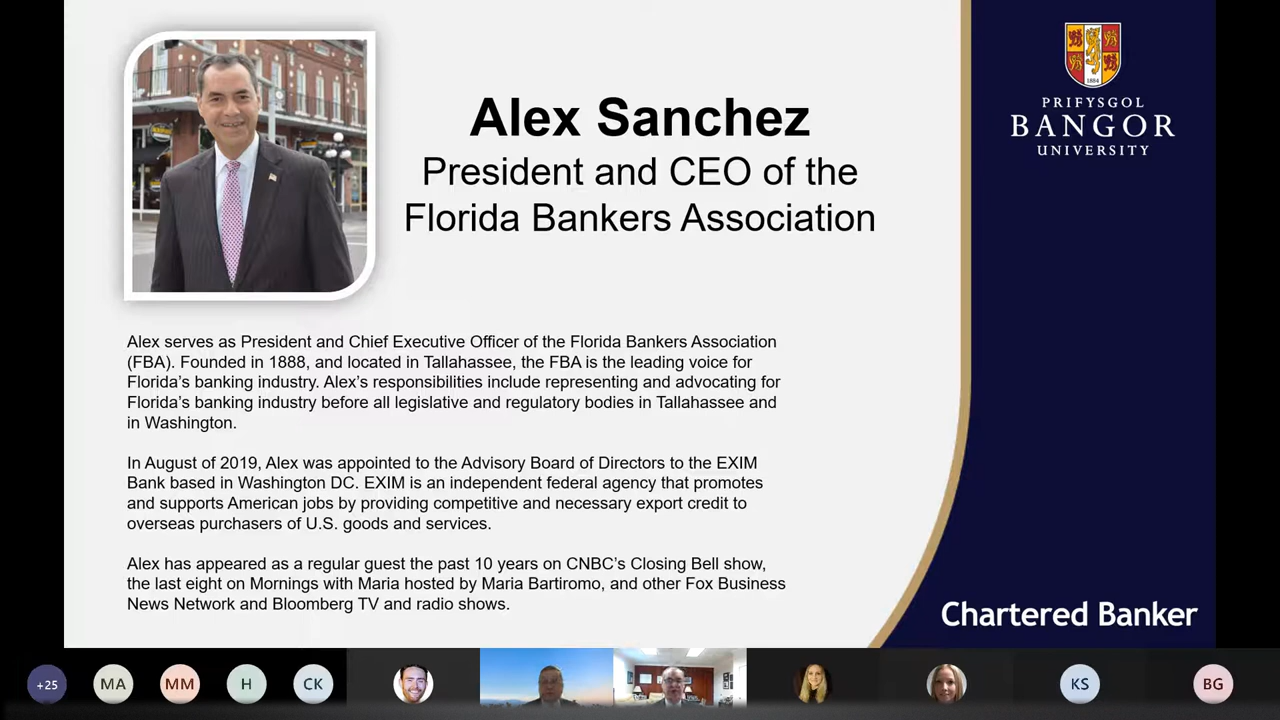 Alex Sanchez
President and CEO of the
Florida Bankers Association
Alex serves as President and Chief Executive Officer of the Florida Bankers Association
(FBA). Founded in 1888, and located in Tallahassee, the FBA is the leading voice for
Florida’s banking industry. Alex’s responsibilities include representing and advocating for
Florida’s banking industry before all legislative and regulatory bodies in Tallahassee and
in Washington.
In August of 2019, Alex was appointed to the Advisory Board of Directors to the EXIM
Bank based in Washington DC. EXIM is an independent federal agency that promotes
and supports American jobs by providing competitive and necessary export credit to
overseas purchasers of U.S. goods and services.
Alex has appeared as a regular guest the past 10 years on CNBC’s Closing Bell show,
the last eight on Mornings with Maria hosted by Maria Bartiromo, and other Fox Business
News Network and Bloomberg TV and radio shows.
1884
PRIFYSGOL
BANGOR
UNIVERSITY
Chartered Banker
+25
MA
MM
H
CK
KS
BG